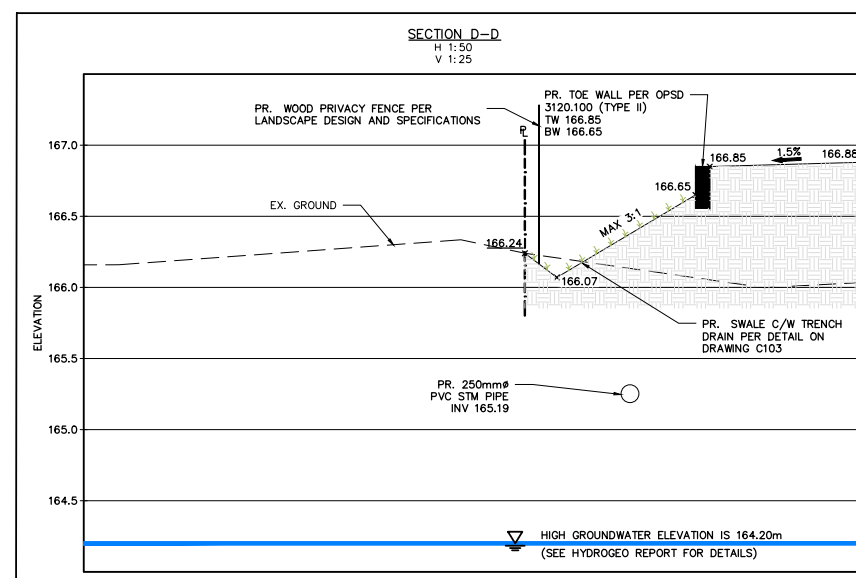 SECTION D-D
H 1:50
V 1:25
PR. WOOD PRIVACY FENCE PER
LANDSCAPE DESIGN AND SPECIFICATIONS
PR. TOE WALL PER OPSD
3120.100 (TYPE II)
TW 166.85
BW 166.65
PL
167.0
166.85
1.5%
166.88
166.65
EX. GROUND
MAX 3:1
166.5
166.24
166.07
166.0
ELEVATION
PR. SWALE C/W TRENCH
DRAIN PER DETAIL ON
DRAWING C103
165.5
PR. 250mmø
PVC STM PIPE
INV 165.19
165.0
164.5
HIGH GROUNDWATER ELEVATION IS 164.20m
(SEE HYDROGEO REPORT FOR DETAILS)